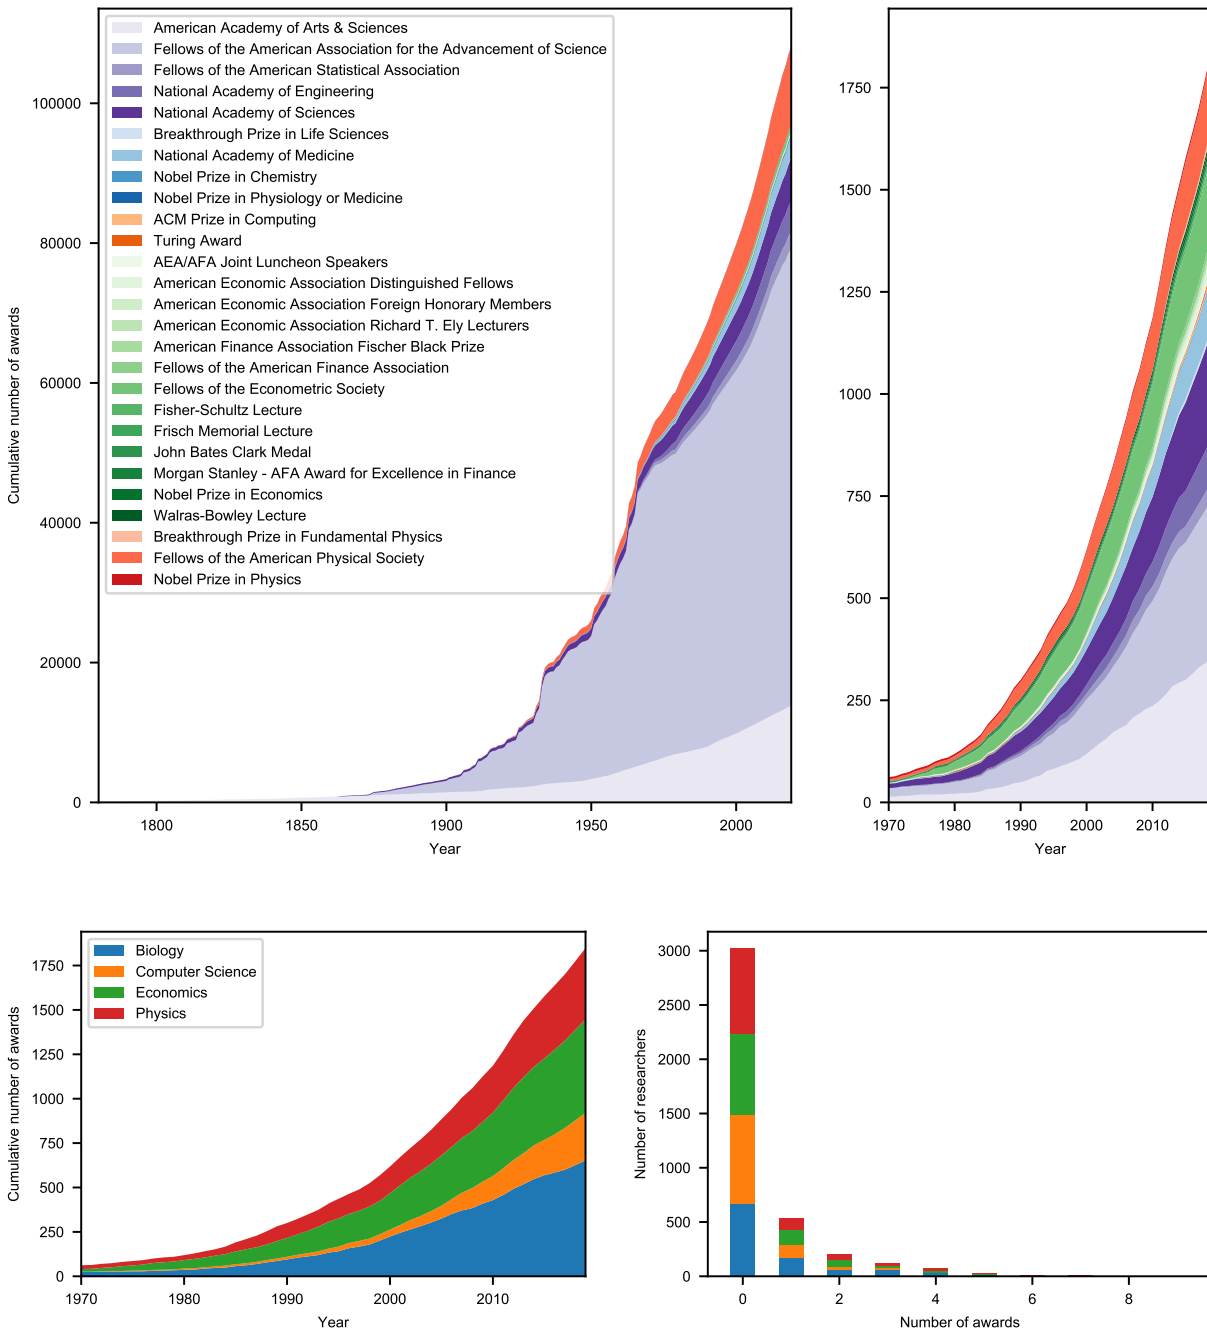 American Academy of Arts & Sciences
Fellows of the American Association for the Advancement of Science
Fellows of the American Statistical Association
National Academy of Engineering
National Academy of Sciences
Breakthrough Prize in Life Sciences
National Academy of Medicine
Nobel Prize in Chemistry
Nobel Prize in Physiology or Medicine
ACM Prize in Computing
Turing Award
AEA/AFA Joint Luncheon Speakers
American Economic Association Distinguished Fellows
American Economic Association Foreign Honorary Members
American Economic Association Richard T. Ely Lecturers
American Finance Association Fischer Black Prize
Fellows of the American Finance Association
Fellows of the Econometric Society
Fisher-Schultz Lecture
Frisch Memorial Lecture
John Bates Clark Medal
Morgan Stanley - AFA Award for Excellence in Finance
Nobel Prize in Economics
Walras-Bowley Lecture
Breakthrough Prize in Fundamental Physics
Fellows of the American Physical Society
Nobel Prize in Physics
Cumulative number of awards
100000
80000
60000
40000
20000
0
1800 1850 1900 1950 2000
Year
1750
1500
1250
1000
750
500
250
0
1970 1980 1990 2000 2010
Year
Biology
Computer Science
Economics
Physics
Cumulative number of awards
1750
1500
1250
1000
750
500
250
0
1970 1980 1990 2000 2010
Year
Number of researchers
3000
2500
2000
1500
1000
500
0
0 2 4 6 8
Number of awards